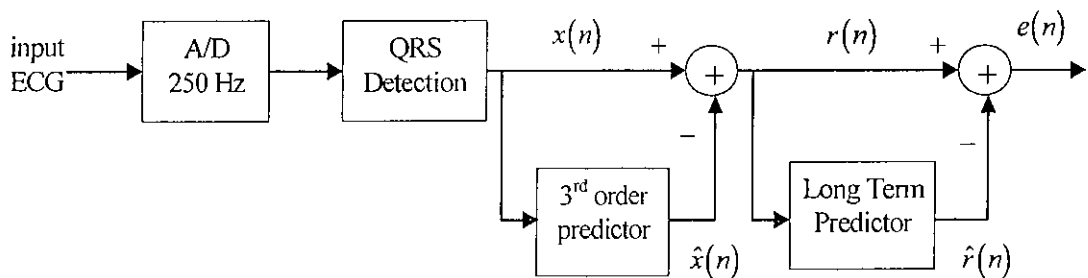 input
ECG
A/D
250 Hz
QRS
Detection
x(n)
+
+
−
3rd order
predictor
x̂(n)
r(n)
+
+
−
Long Term
Predictor
r̂(n)
e(n)